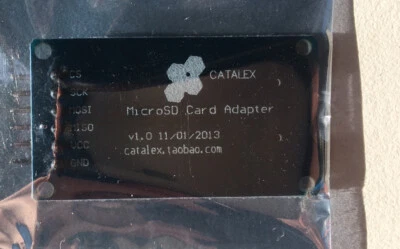 CS
CATALEX
SCK
MOSI
MicroSD Card Adapter
MISO
v1.0 11/01/2013
VCC
catalex.taobao.com
GND